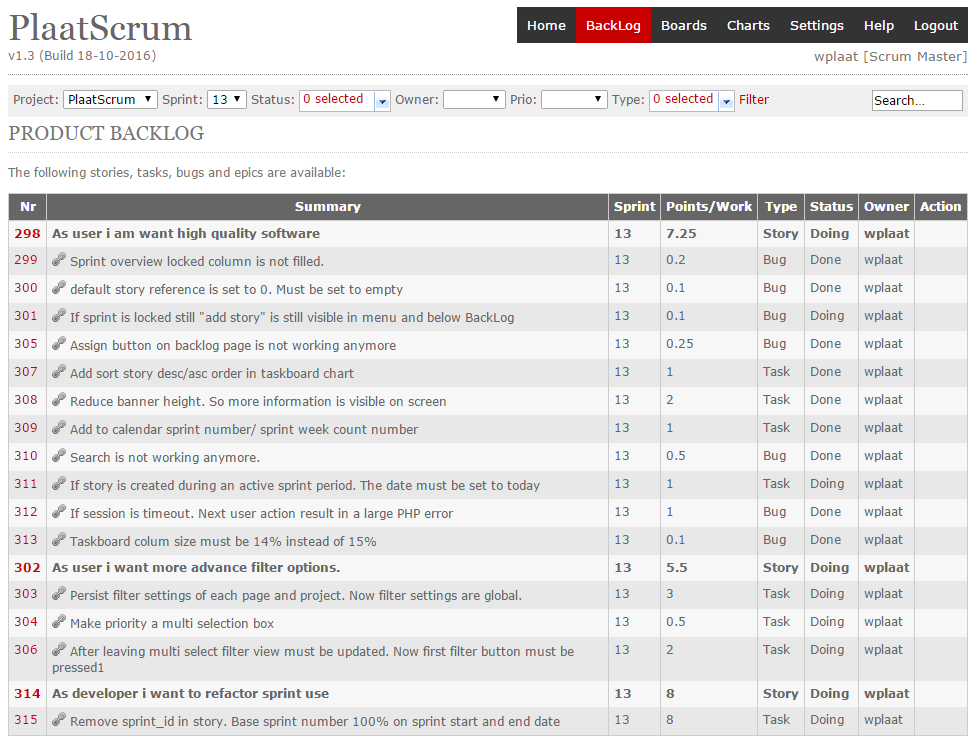 PlaatScrum
v1.3 (Build 18-10-2016)
Home BackLog Boards Charts Settings Help Logout
wplaat [Scrum Master]
Project: PlaatScrum Sprint: 13 Status: 0 selected Owner: Prio: Type: 0 selected Filter Search...
PRODUCT BACKLOG
The following stories, tasks, bugs and epics are available:
Nr Summary Sprint Points/Work Type Status Owner Action
298 As user i am want high quality software 13 7.25 Story Doing wplaat
299 Sprint overview locked column is not filled. 13 0.2 Bug Done wplaat
300 default story reference is set to 0. Must be set to empty 13 0.1 Bug Done wplaat
301 If sprint is locked still "add story" is still visible in menu and below BackLog 13 0.1 Bug Doing wplaat
305 Assign button on backlog page is not working anymore 13 0.25 Bug Done wplaat
307 Add sort story desc/asc order in taskboard chart 13 1 Task Done wplaat
308 Reduce banner height. So more information is visible on screen 13 2 Task Done wplaat
309 Add to calendar sprint number/ sprint week count number 13 1 Task Done wplaat
310 Search is not working anymore. 13 0.5 Bug Done wplaat
311 If story is created during an active sprint period. The date must be set to today 13 1 Task Doing wplaat
312 If session is timeout. Next user action result in a large PHP error 13 1 Bug Done wplaat
313 Taskboard colum size must be 14% instead of 15% 13 0.1 Bug Done wplaat
302 As user i want more advance filter options. 13 5.5 Story Doing wplaat
303 Persist filter settings of each page and project. Now filter settings are global. 13 3 Task Doing wplaat
304 Make priority a multi selection box 13 0.5 Task Doing wplaat
306 After leaving multi select filter view must be updated. Now first filter button must be 13 2 Task Doing wplaat
pressed1
314 As developer i want to refactor sprint use 13 8 Story Doing wplaat
315 Remove sprint_id in story. Base sprint number 100% on sprint start and end date 13 8 Task Doing wplaat